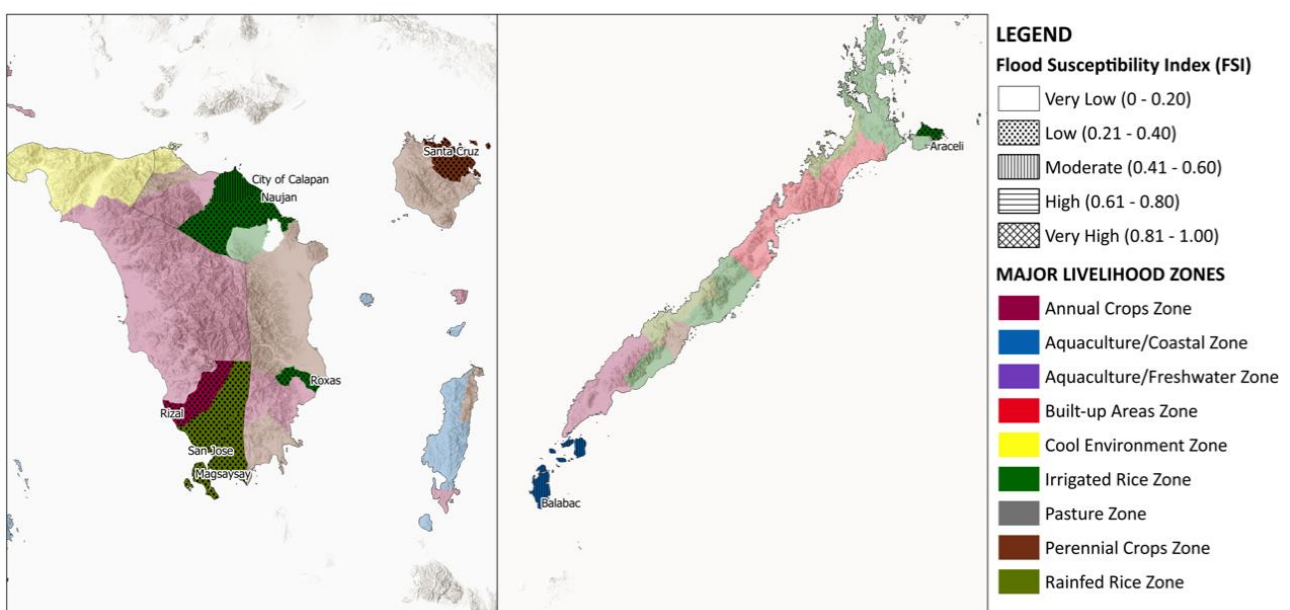 Santa Cruz
City of Calapan
Naujan
Roxas
Rizal
San Jose
Magsaysay
Araceli
Balabac
LEGEND
Flood Susceptibility Index (FSI)
Very Low (0 - 0.20)
Low (0.21 - 0.40)
Moderate (0.41 - 0.60)
High (0.61 - 0.80)
Very High (0.81 - 1.00)
MAJOR LIVELIHOOD ZONES
Annual Crops Zone
Aquaculture/Coastal Zone
Aquaculture/Freshwater Zone
Built-up Areas Zone
Cool Environment Zone
Irrigated Rice Zone
Pasture Zone
Perennial Crops Zone
Rainfed Rice Zone